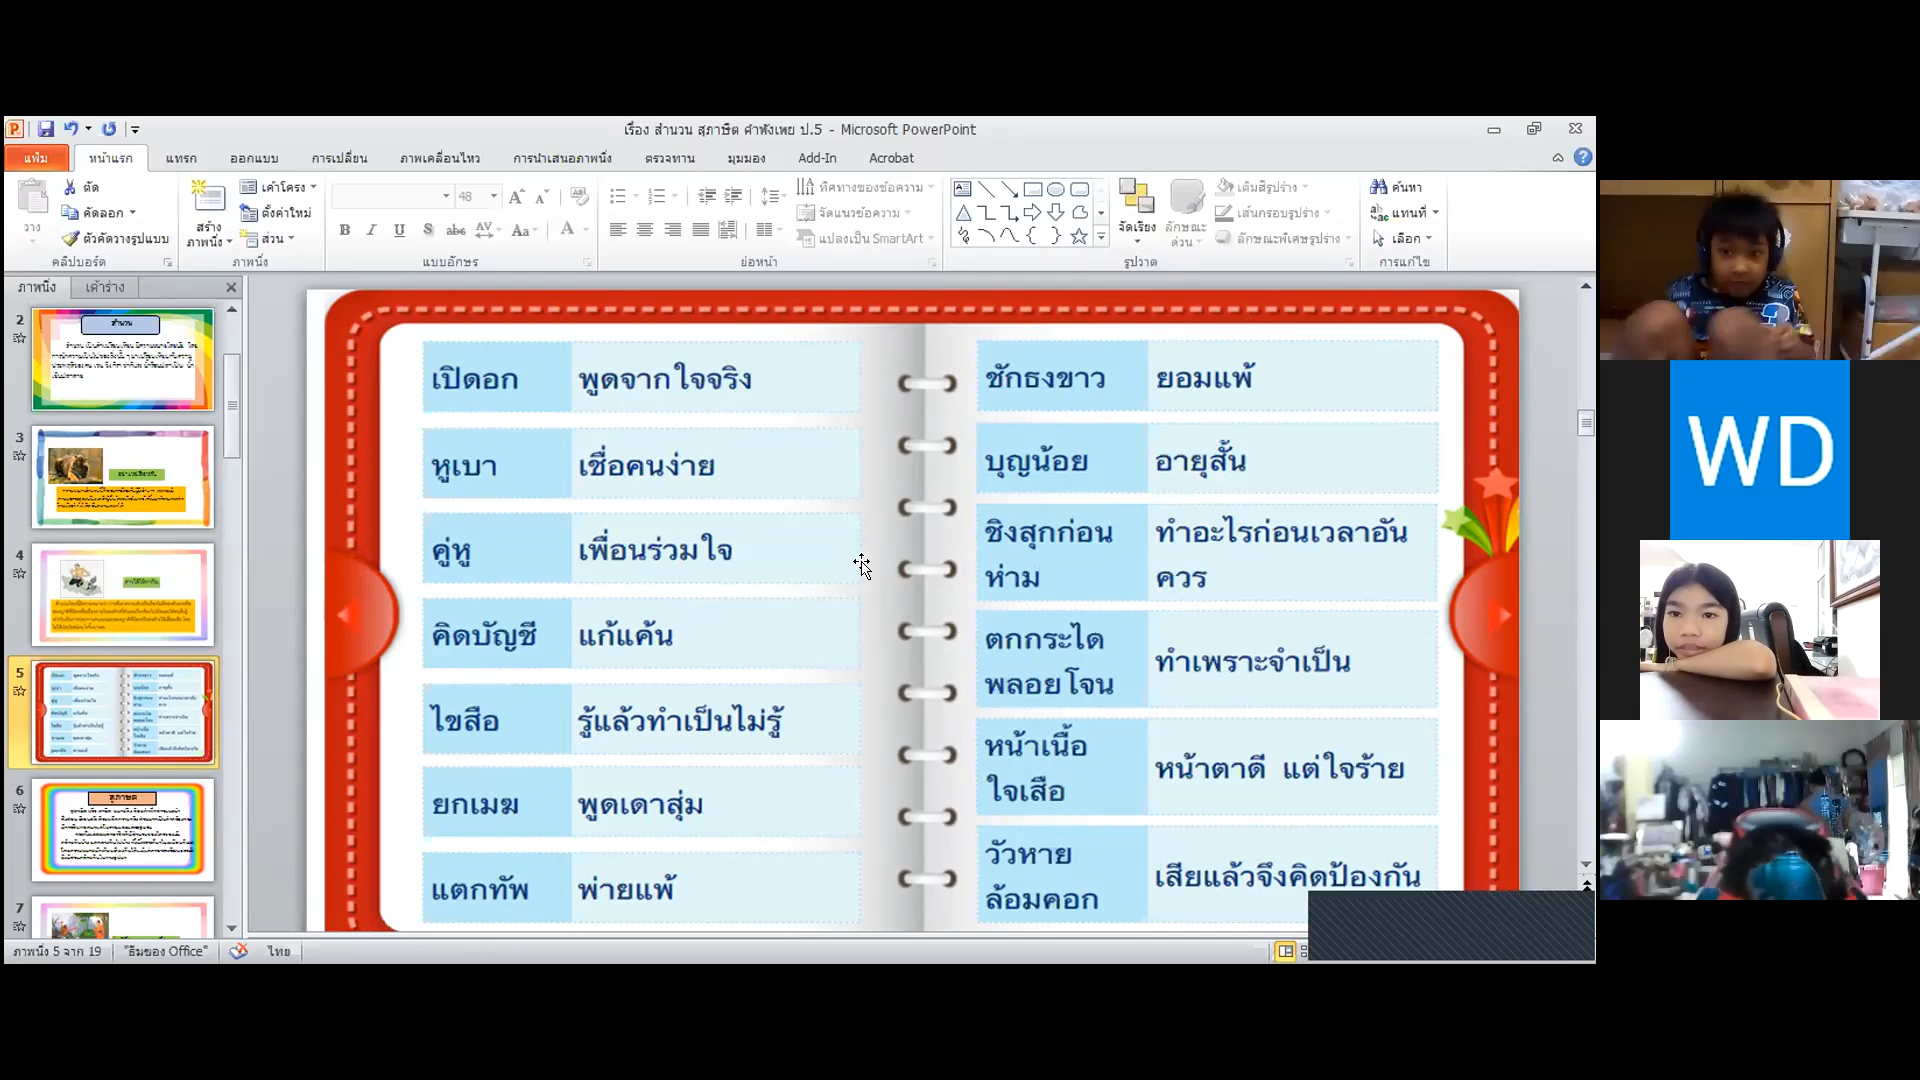 เรื่อง สำนวน สุภาษิต คำพังเพย ป.5 - Microsoft PowerPoint
แฟ้ม หน้าแรก แทรก ออกแบบ การเปลี่ยน ภาพเคลื่อนไหว การนำเสนอภาพนิ่ง ตรวจทาน มุมมอง Add-In Acrobat
วาง
ตัด
คัดลอก
ตัวคัดวางรูปแบบ
คลิปบอร์ด
สร้าง
ภาพนิ่ง
เค้าโครง
ตั้งค่าใหม่
ส่วน
ภาพนิ่ง
48
แบบอักษร
ทิศทางของข้อความ
จัดแนวข้อความ
แปลงเป็น SmartArt
ย่อหน้า
จัดเรียง
ลักษณะ
ด่วน
เติมสีรูปร่าง
เส้นกรอบรูปร่าง
ลักษณะพิเศษรูปร่าง
รูปวาด
ค้นหา
แทนที่
เลือก
การแก้ไข
ภาพนิ่ง เค้าร่าง
2
สำนวน
3
4
5
6
สุภาษิต
7
เปิดอก พูดจากใจจริง
หูเบา เชื่อคนง่าย
คู่หู เพื่อนร่วมใจ
คิดบัญชี แก้แค้น
ไขสือ รู้แล้วทำเป็นไม่รู้
ยกเมฆ พูดเดาสุ่ม
แตกทัพ พ่ายแพ้
ชักธงขาว ยอมแพ้
บุญน้อย อายุสั้น
ชิงสุกก่อน
ห่าม
ทำอะไรก่อนเวลาอัน
ควร
ตกกระได
พลอยโจน
ทำเพราะจำเป็น
หน้าเนื้อ
ใจเสือ
หน้าตาดี แต่ใจร้าย
วัวหาย
ล้อมคอก
เสียแล้วจึงคิดป้องกัน
ภาพนิ่ง 5 จาก 19 "ธีมของ Office" ไทย
WD